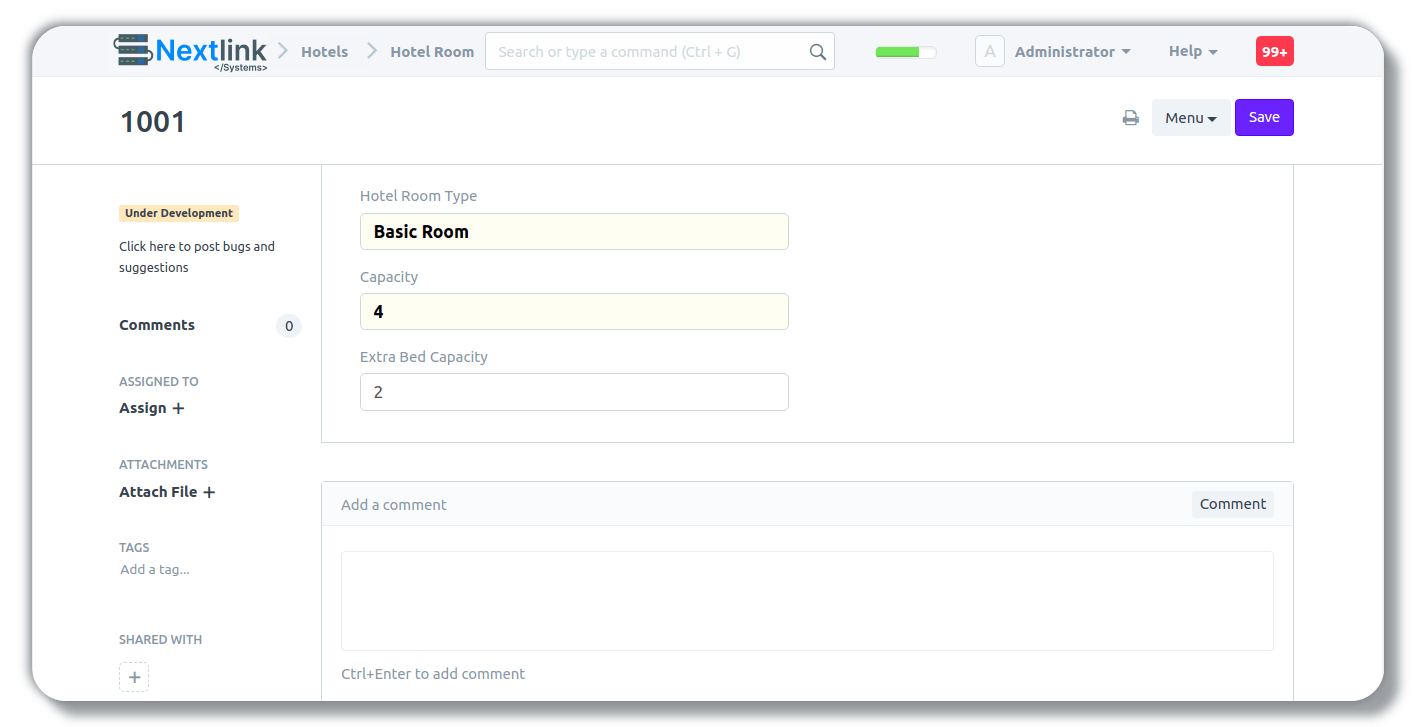 Nextlink
</Systems>
Hotels
Hotel Room
Search or type a command (Ctrl + G)
A
Administrator
Help
99+
1001
Menu
Save
Under Development
Click here to post bugs and
suggestions
Comments 0
ASSIGNED TO
Assign +
ATTACHMENTS
Attach File +
TAGS
Add a tag...
SHARED WITH
+
Hotel Room Type
Basic Room
Capacity
4
Extra Bed Capacity
2
Add a comment
Comment
Ctrl+Enter to add comment